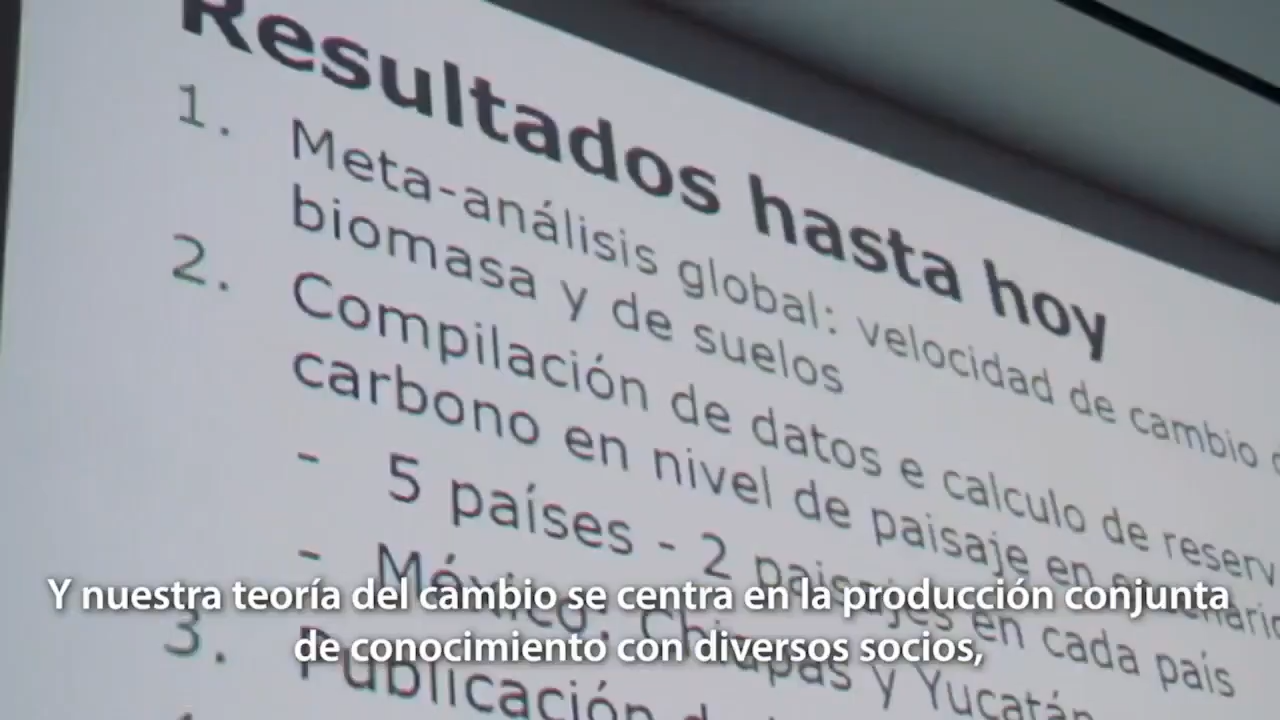 Resultados hasta hoy
1. Meta-análisis global: velocidad de cambio
biomasa y de suelos
2. Compilación de datos e calculo de reserv
carbono en nivel de paisaje en
- 5 países - 2 paisajes en cada país
- México: Chiapas y Yucatán
3. Publicación
Y nuestra teoría del cambio se centra en la producción conjunta
de conocimiento con diversos socios,